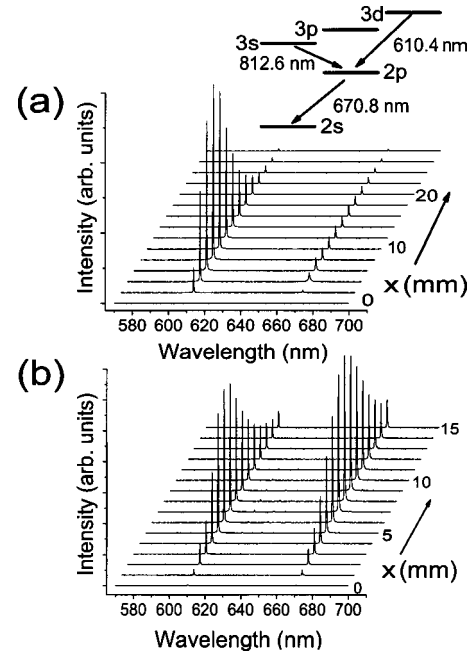 3d
3p
3s
610.4 nm
812.6 nm
2p
(a)
670.8 nm
2s
Intensity (arb. units)
20
10
0
x (mm)
580 600 620 640 660 680 700
Wavelength (nm)
(b)
Intensity (arb. units)
15
10
5
0
x (mm)
580 600 620 640 660 680 700
Wavelength (nm)